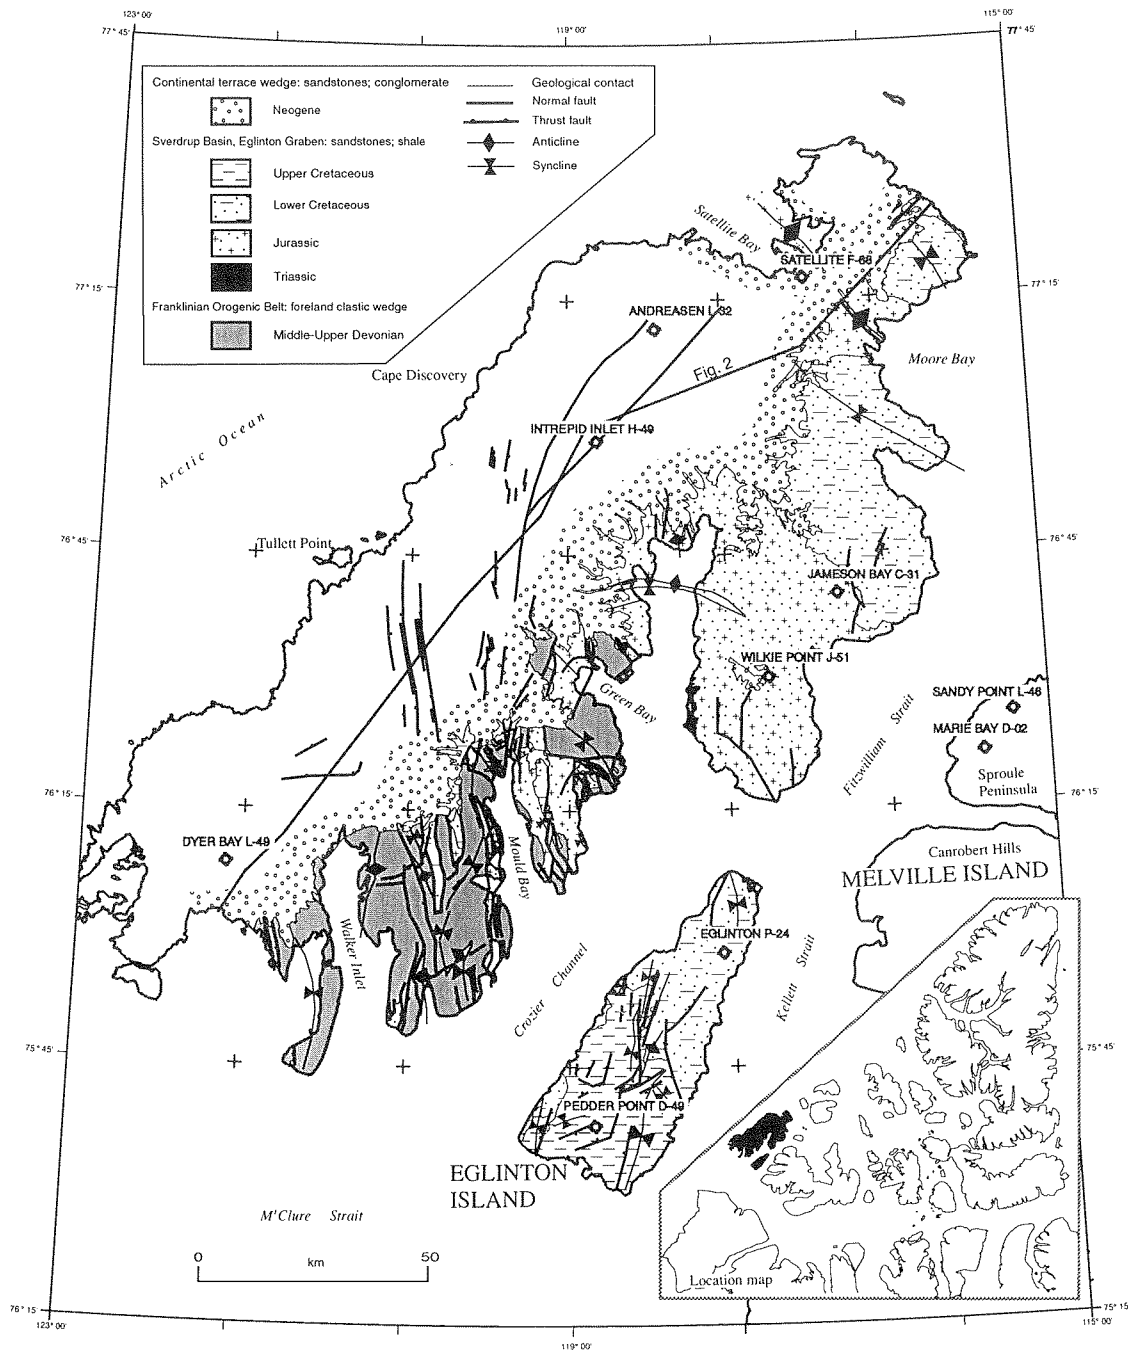 123° 00'
119° 00'
115° 00'
77° 45'
77° 45'
Continental terrace wedge: sandstones; conglomerate
Neogene
Sverdrup Basin, Eglinton Graben: sandstones; shale
Upper Cretaceous
Lower Cretaceous
Jurassic
Triassic
Franklinian Orogenic Belt: foreland clastic wedge
Middle-Upper Devonian
Geological contact
Normal fault
Thrust fault
Anticline
Syncline
Satellite Bay
SATELLITE F-68
77° 15'
77° 15'
ANDREASEN L-32
Moore Bay
Fig. 2
Cape Discovery
Arctic Ocean
INTREPID INLET H-49
76° 45'
76° 45'
Tullett Point
JAMESON BAY C-31
WILKIE POINT J-51
Green Bay
SANDY POINT L-46
MARIE BAY D-02
Fitzwilliam Strait
Sproule
Peninsula
76° 15'
76° 15'
DYER BAY L-49
Mould Bay
Canrobert Hills
MELVILLE ISLAND
Walker Inlet
EGLINTON P-24
Crozier Channel
Kellett Strait
75° 45'
75° 45'
PEDDER POINT D-49
EGLINTON
ISLAND
M'Clure Strait
0
50
km
Location map
76° 15'
75° 15'
123° 00'
119° 00'
115° 00'